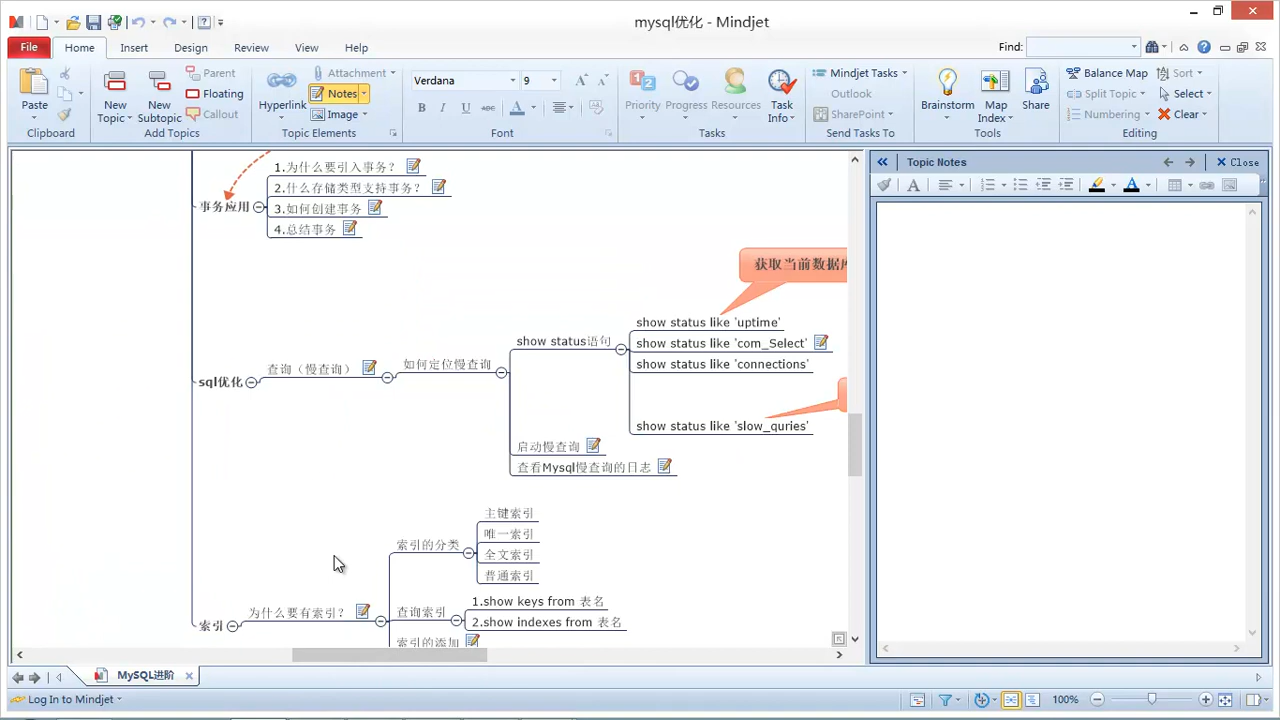 mysql优化 - Mindjet
File
Home
Insert
Design
Review
View
Help
Find:
Paste
Clipboard
New Topic
New Subtopic
Parent
Floating
Callout
Add Topics
Hyperlink
Attachment
Notes
Image
Topic Elements
Verdana
9
B I U abc A
Font
Priority
Progress
Resources
Task Info
Tasks
Mindjet Tasks
Outlook
SharePoint
Send Tasks To
Brainstorm
Map Index
Share
Tools
Balance Map
Split Topic
Numbering
Sort
Select
Clear
Editing
Topic Notes
Close
事务应用
1.为什么要引入事务?
2.什么存储类型支持事务?
3.如何创建事务
4.总结事务
获取当前数据库
sql优化
查询（慢查询）
如何定位慢查询
show status语句
show status like 'uptime'
show status like 'com_Select'
show status like 'connections'
show status like 'slow_quries'
启动慢查询
查看Mysql慢查询的日志
索引
为什么要有索引?
索引的分类
主键索引
唯一索引
全文索引
普通索引
查询索引
1.show keys from 表名
2.show indexes from 表名
索引的添加
MySQL进阶
Log In to Mindjet
100%